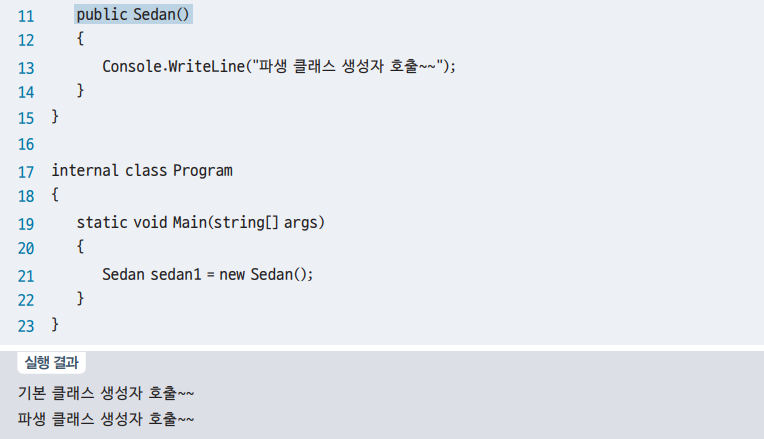 11 public Sedan()
12 {
13 Console.WriteLine("파생 클래스 생성자 호출~~");
14 }
15 }
16
17 internal class Program
18 {
19 static void Main(string[] args)
20 {
21 Sedan sedan1 = new Sedan();
22 }
23 }
실행 결과
기본 클래스 생성자 호출~~
파생 클래스 생성자 호출~~